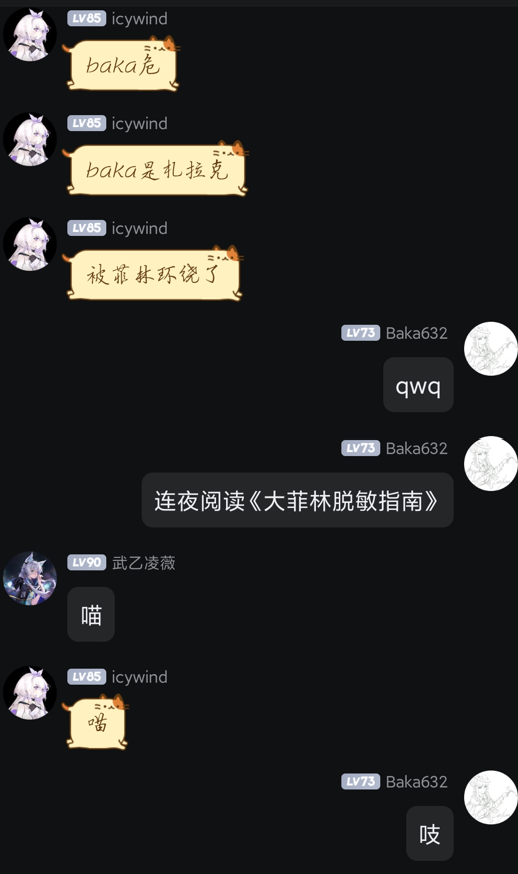 LV85 icywind
baka危
LV85 icywind
baka是札拉克
LV85 icywind
被菲林环绕了
LV73 Baka632
qwq
LV73 Baka632
连夜阅读《大菲林脱敏指南》
LV90 武乙凌薇
喵
LV85 icywind
喵
LV73 Baka632
吱